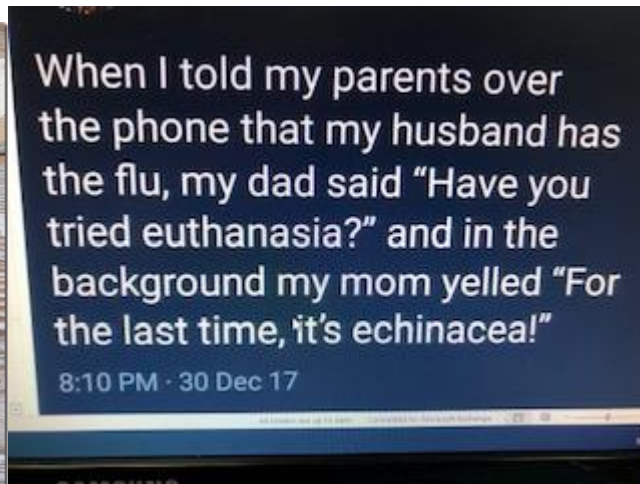 When I told my parents over
the phone that my husband has
the flu, my dad said “Have you
tried euthanasia?” and in the
background my mom yelled “For
the last time, it’s echinacea!”
8:10 PM · 30 Dec 17